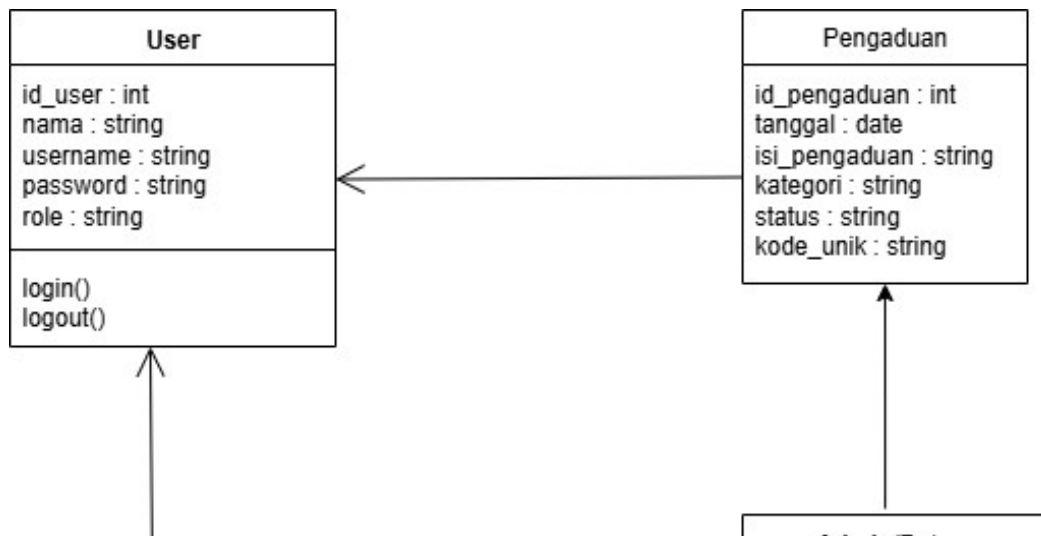 User
id_user : int
nama : string
username : string
password : string
role : string
login()
logout()
Pengaduan
id_pengaduan : int
tanggal : date
isi_pengaduan : string
kategori : string
status : string
kode_unik : string